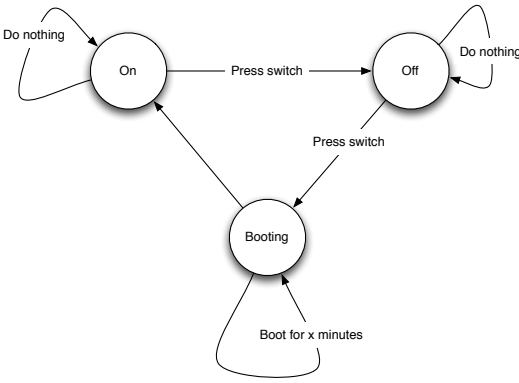 Do nothing
On
Press switch
Off
Do nothing
Press switch
Booting
Boot for x minutes